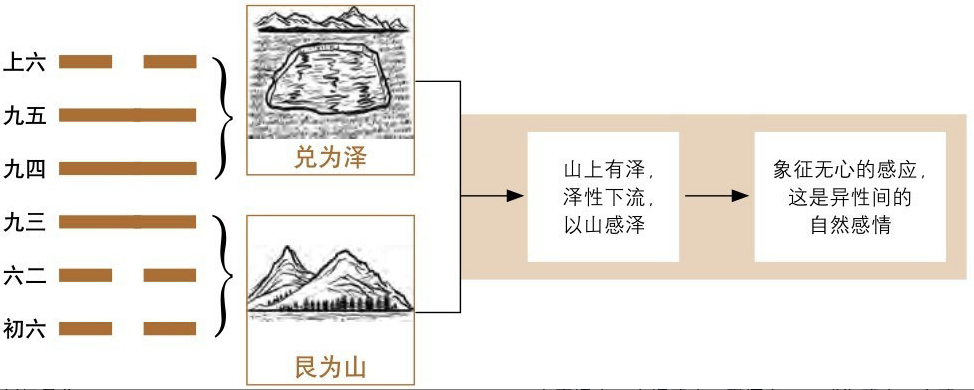 上六
九五
九四
九三
六二
初六
兑为泽
艮为山
山上有泽，
泽性下流，
以山感泽
象征无心的感应，
这是异性间的
自然感情